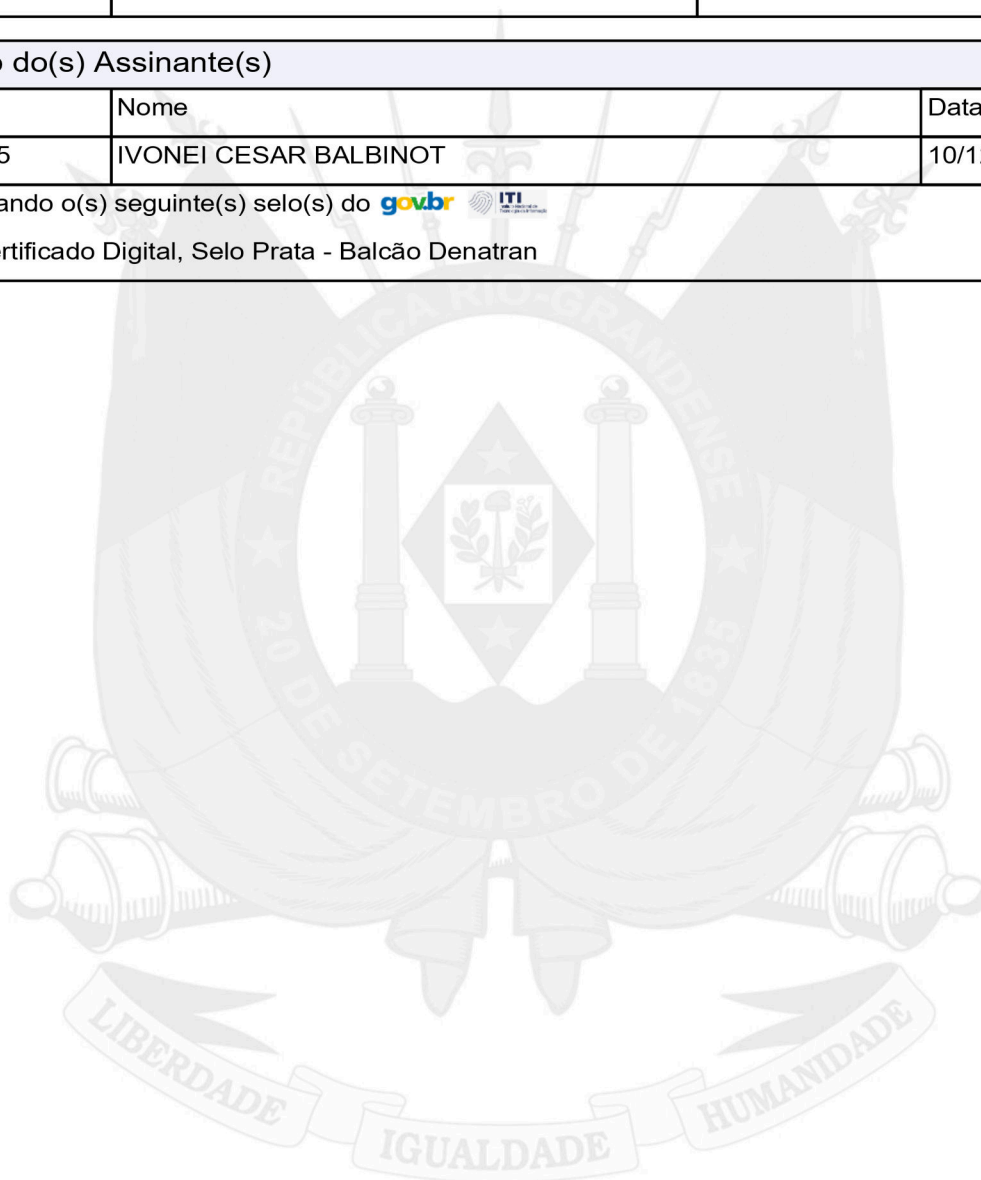 o do(s) Assinante(s)
Nome
Data
5
IVONEI CESAR BALBINOT
10/1
ando o(s) seguinte(s) selo(s) do gov.br ITI
ertificado Digital, Selo Prata - Balcão Denatran
REPÚBLICA RIO-GRANDENSE
20 DE SETEMBRO DE 1835
LIBERDADE IGUALDADE HUMANIDADE